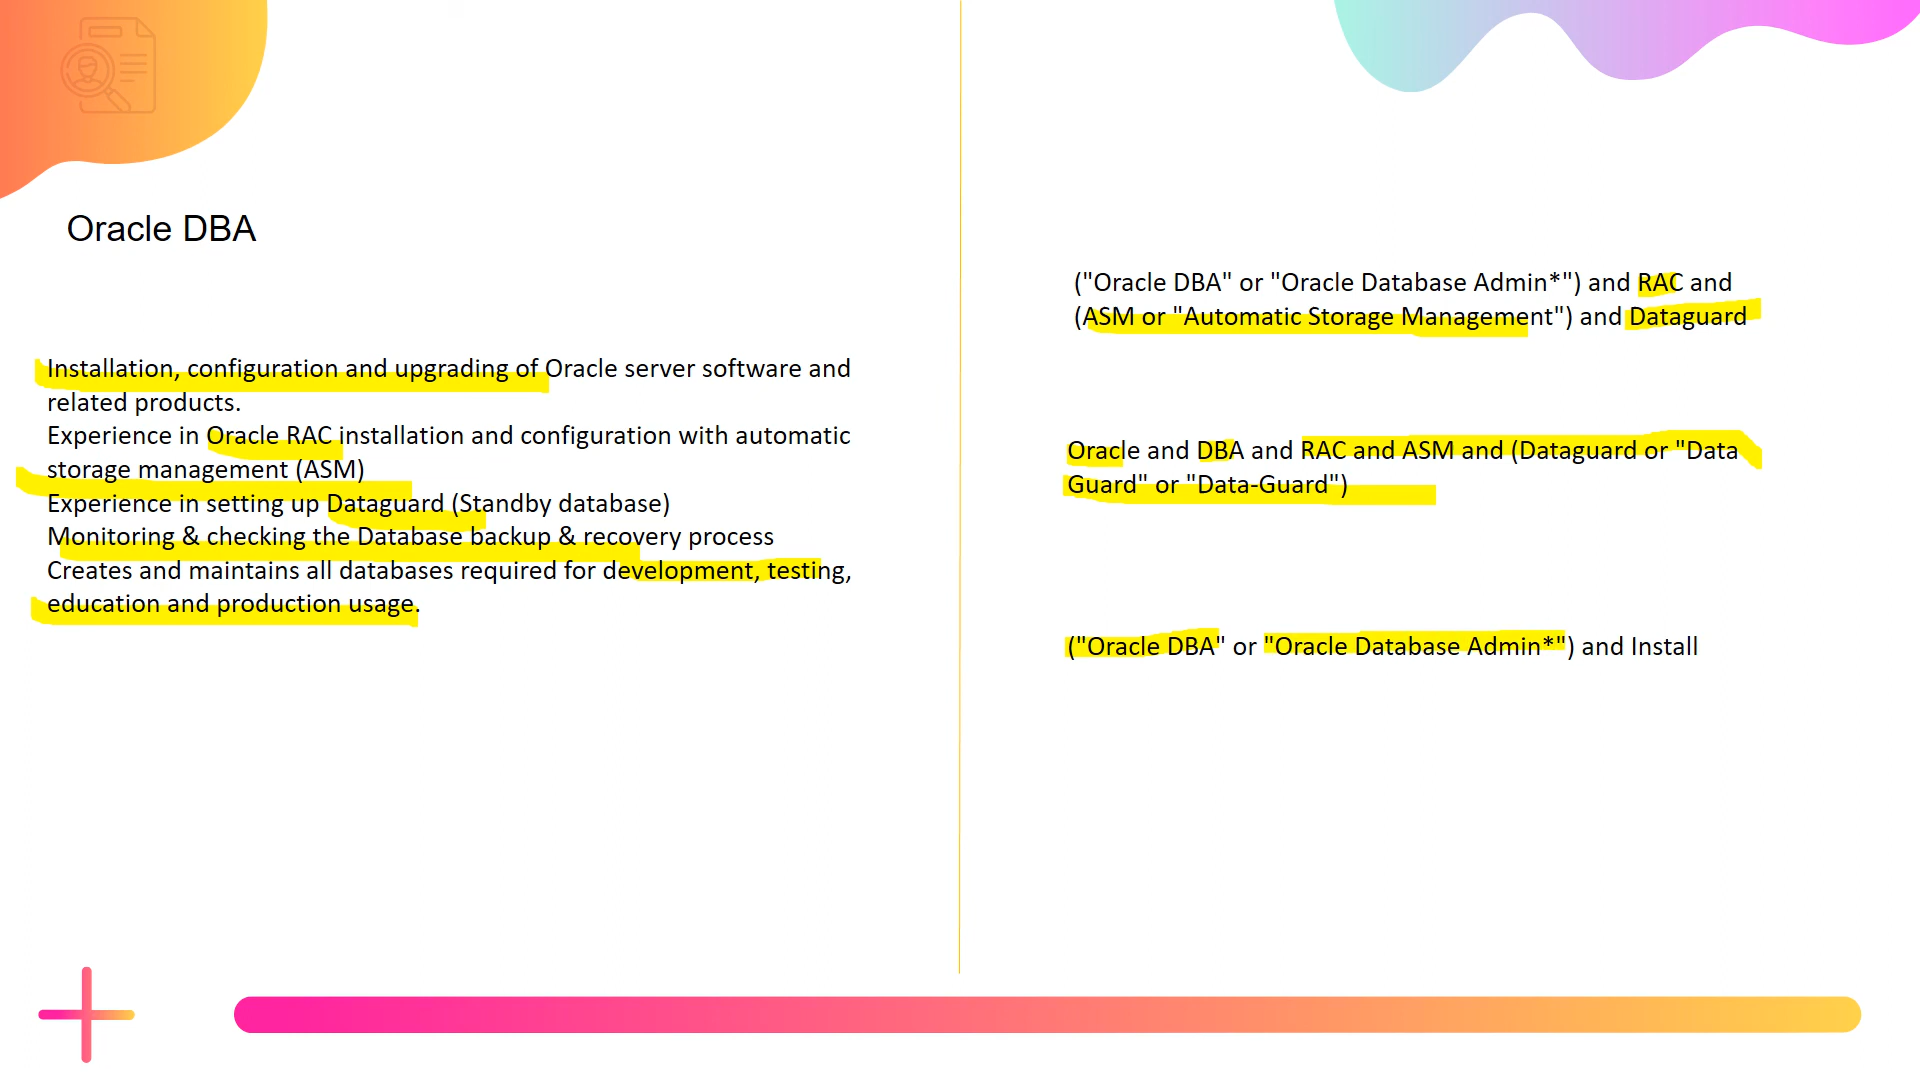 Oracle DBA
Installation, configuration and upgrading of Oracle server software and
related products.
Experience in Oracle RAC installation and configuration with automatic
storage management (ASM)
Experience in setting up Dataguard (Standby database)
Monitoring & checking the Database backup & recovery process
Creates and maintains all databases required for development, testing,
education and production usage.
("Oracle DBA" or "Oracle Database Admin*") and RAC and
(ASM or "Automatic Storage Management") and Dataguard
Oracle and DBA and RAC and ASM and (Dataguard or "Data
Guard" or "Data-Guard")
("Oracle DBA" or "Oracle Database Admin*") and Install